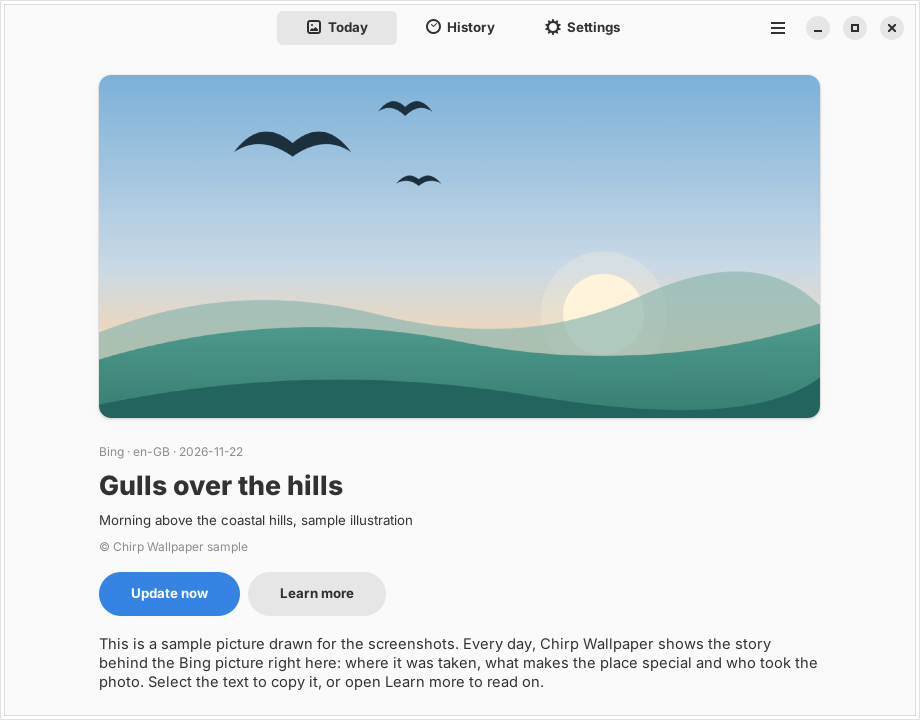 Today
History
Settings
Bing · en-GB · 2026-11-22
Gulls over the hills
Morning above the coastal hills, sample illustration
© Chirp Wallpaper sample
Update now
Learn more
This is a sample picture drawn for the screenshots. Every day, Chirp Wallpaper shows the story
behind the Bing picture right here: where it was taken, what makes the place special and who took the
photo. Select the text to copy it, or open Learn more to read on.